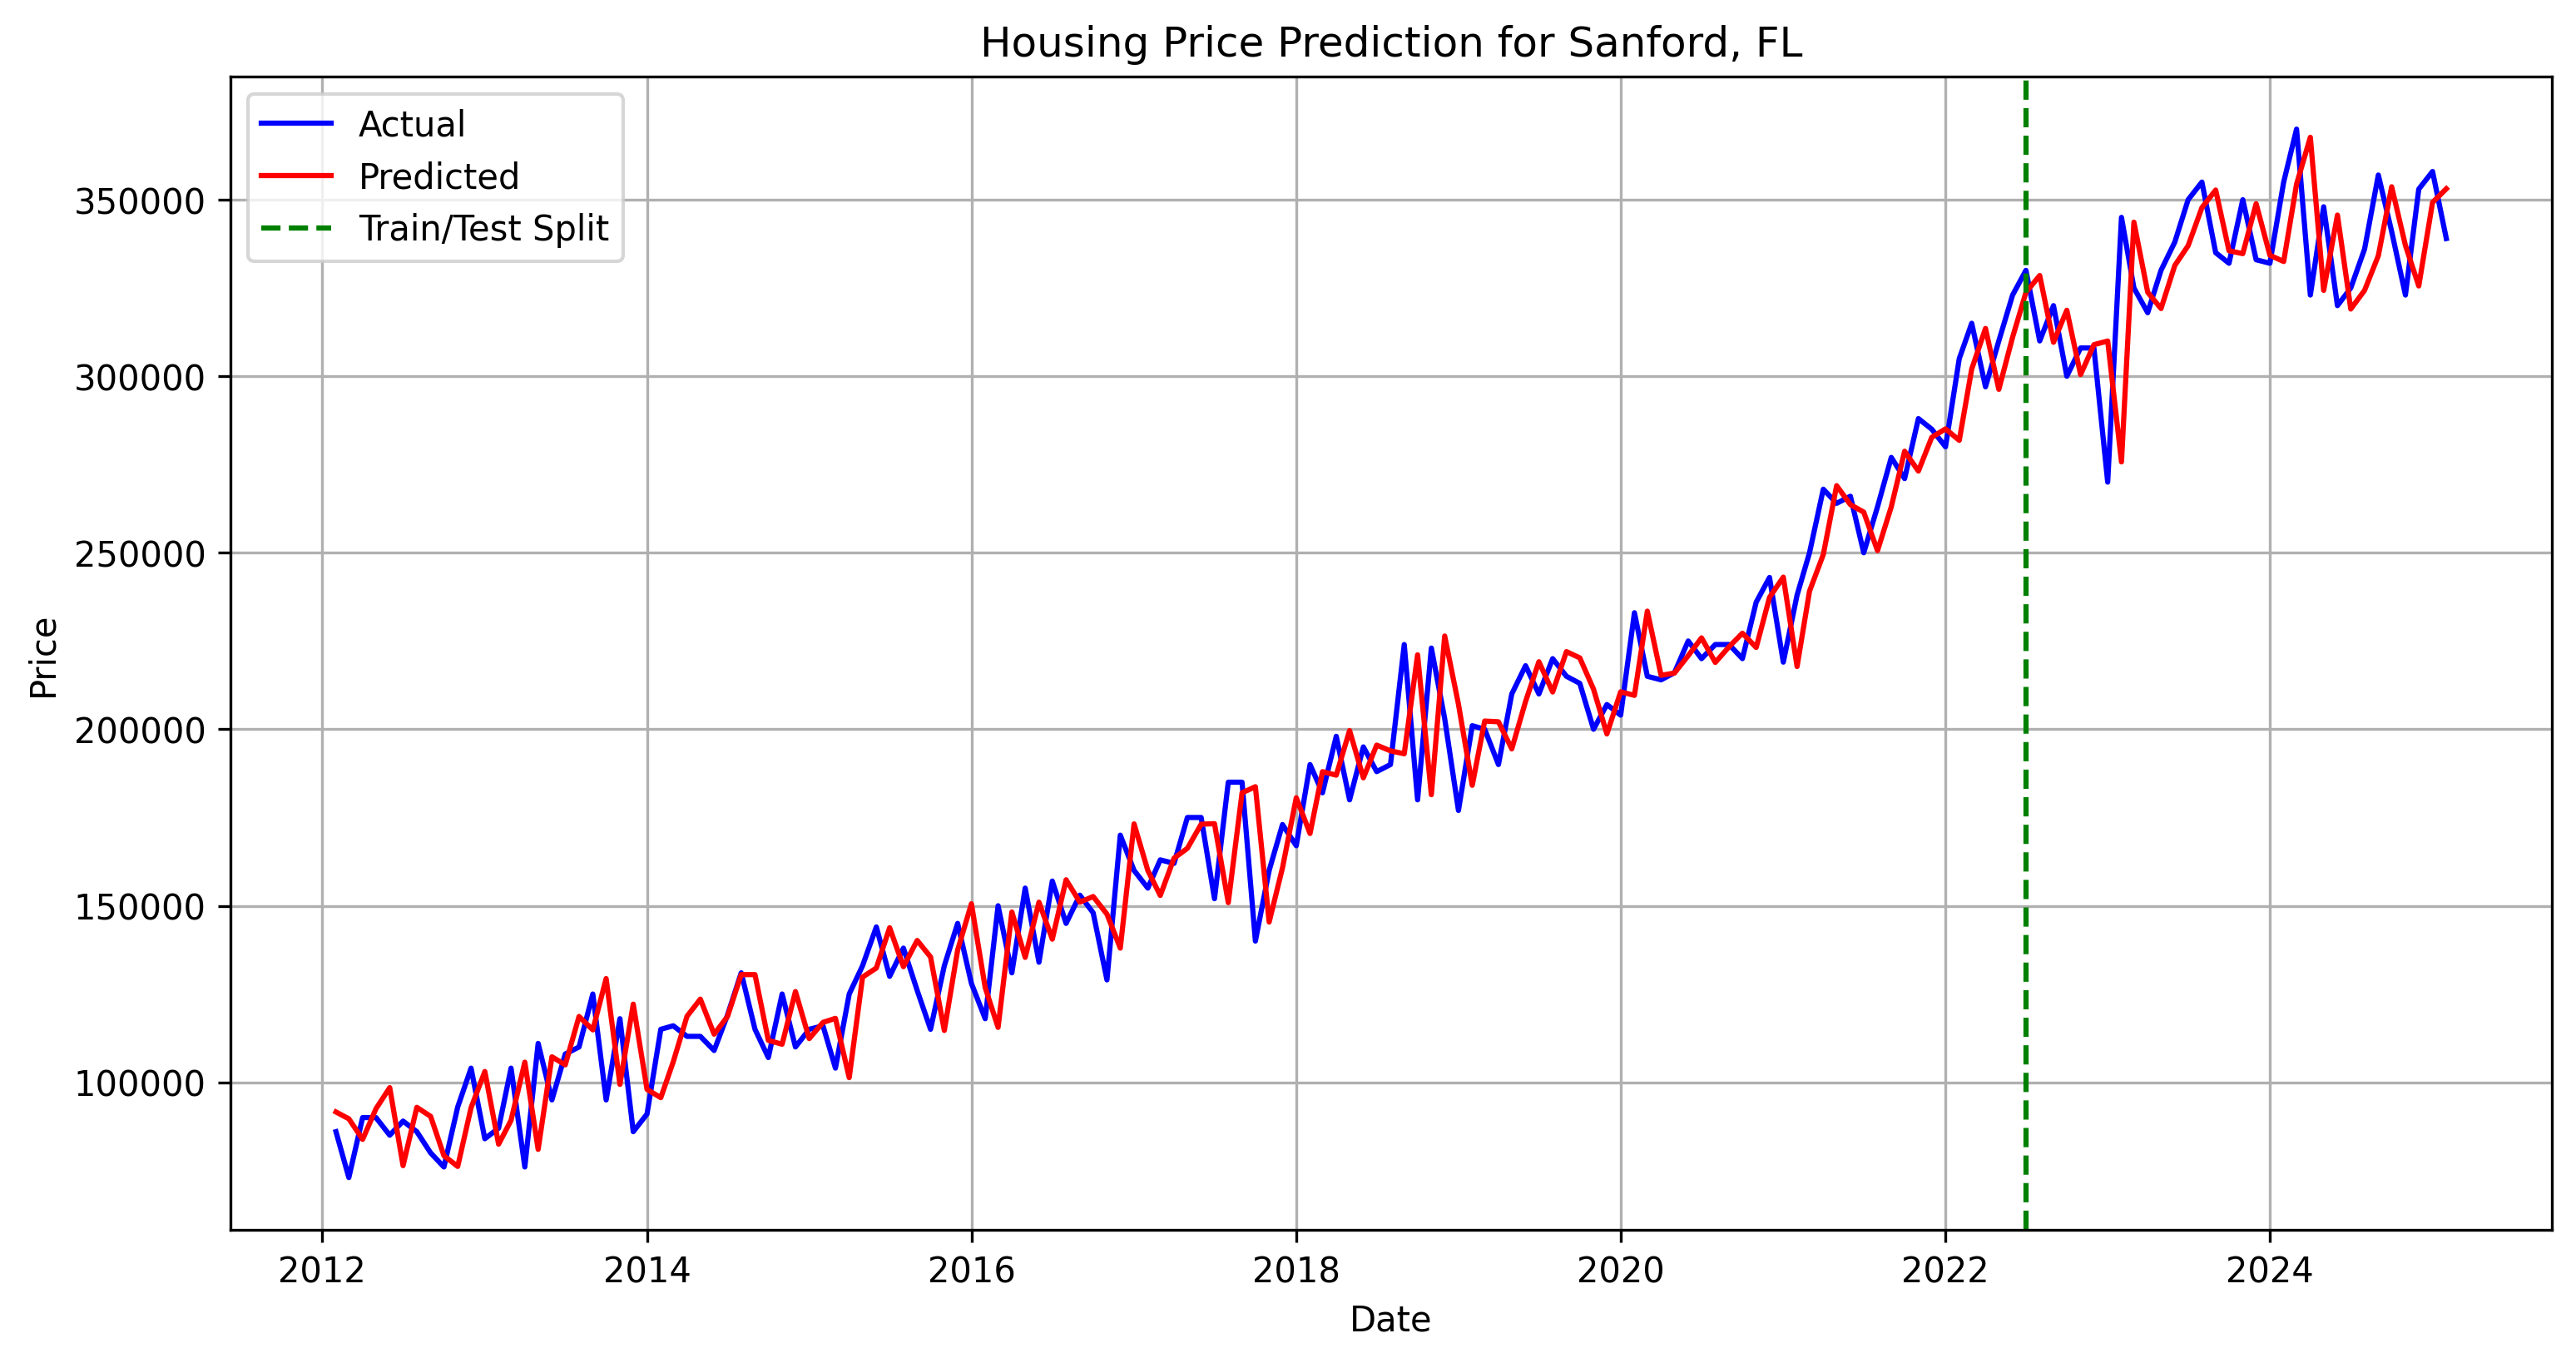 Housing Price Prediction for Sanford, FL
Actual
Predicted
Train/Test Split
350000
300000
250000
200000
150000
100000
Price
2012 2014 2016 2018 2020 2022 2024
Date